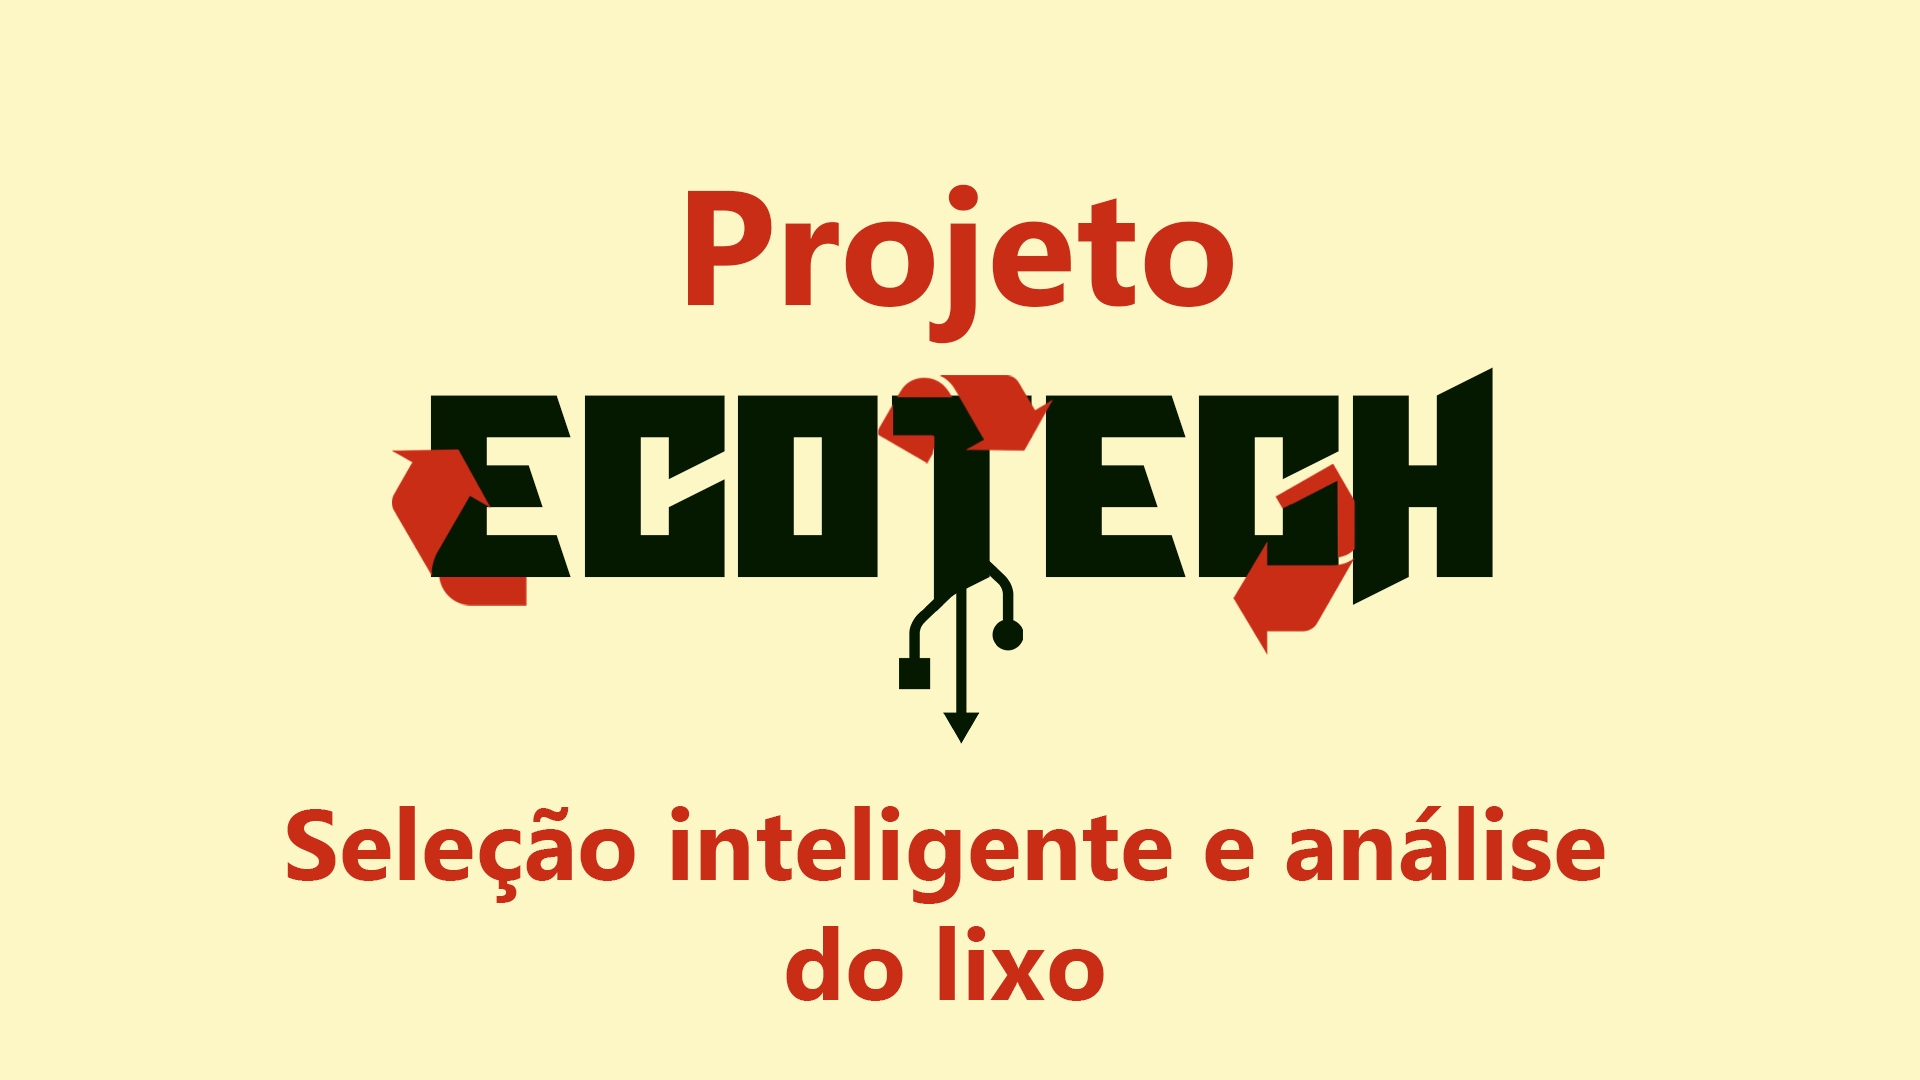 Projeto
ECOTECH
Seleção inteligente e análise
do lixo